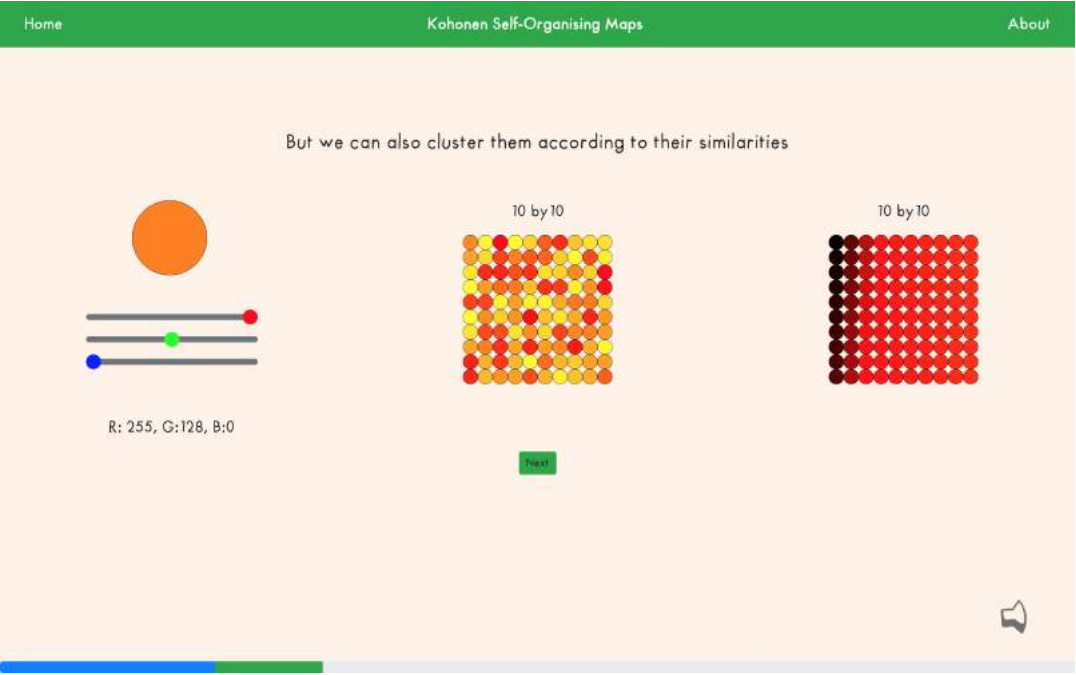 Home
Kohonen Self-Organising Maps
About
But we can also cluster them according to their similarities
10 by 10
10 by 10
R: 255, G:128, B:0
Next